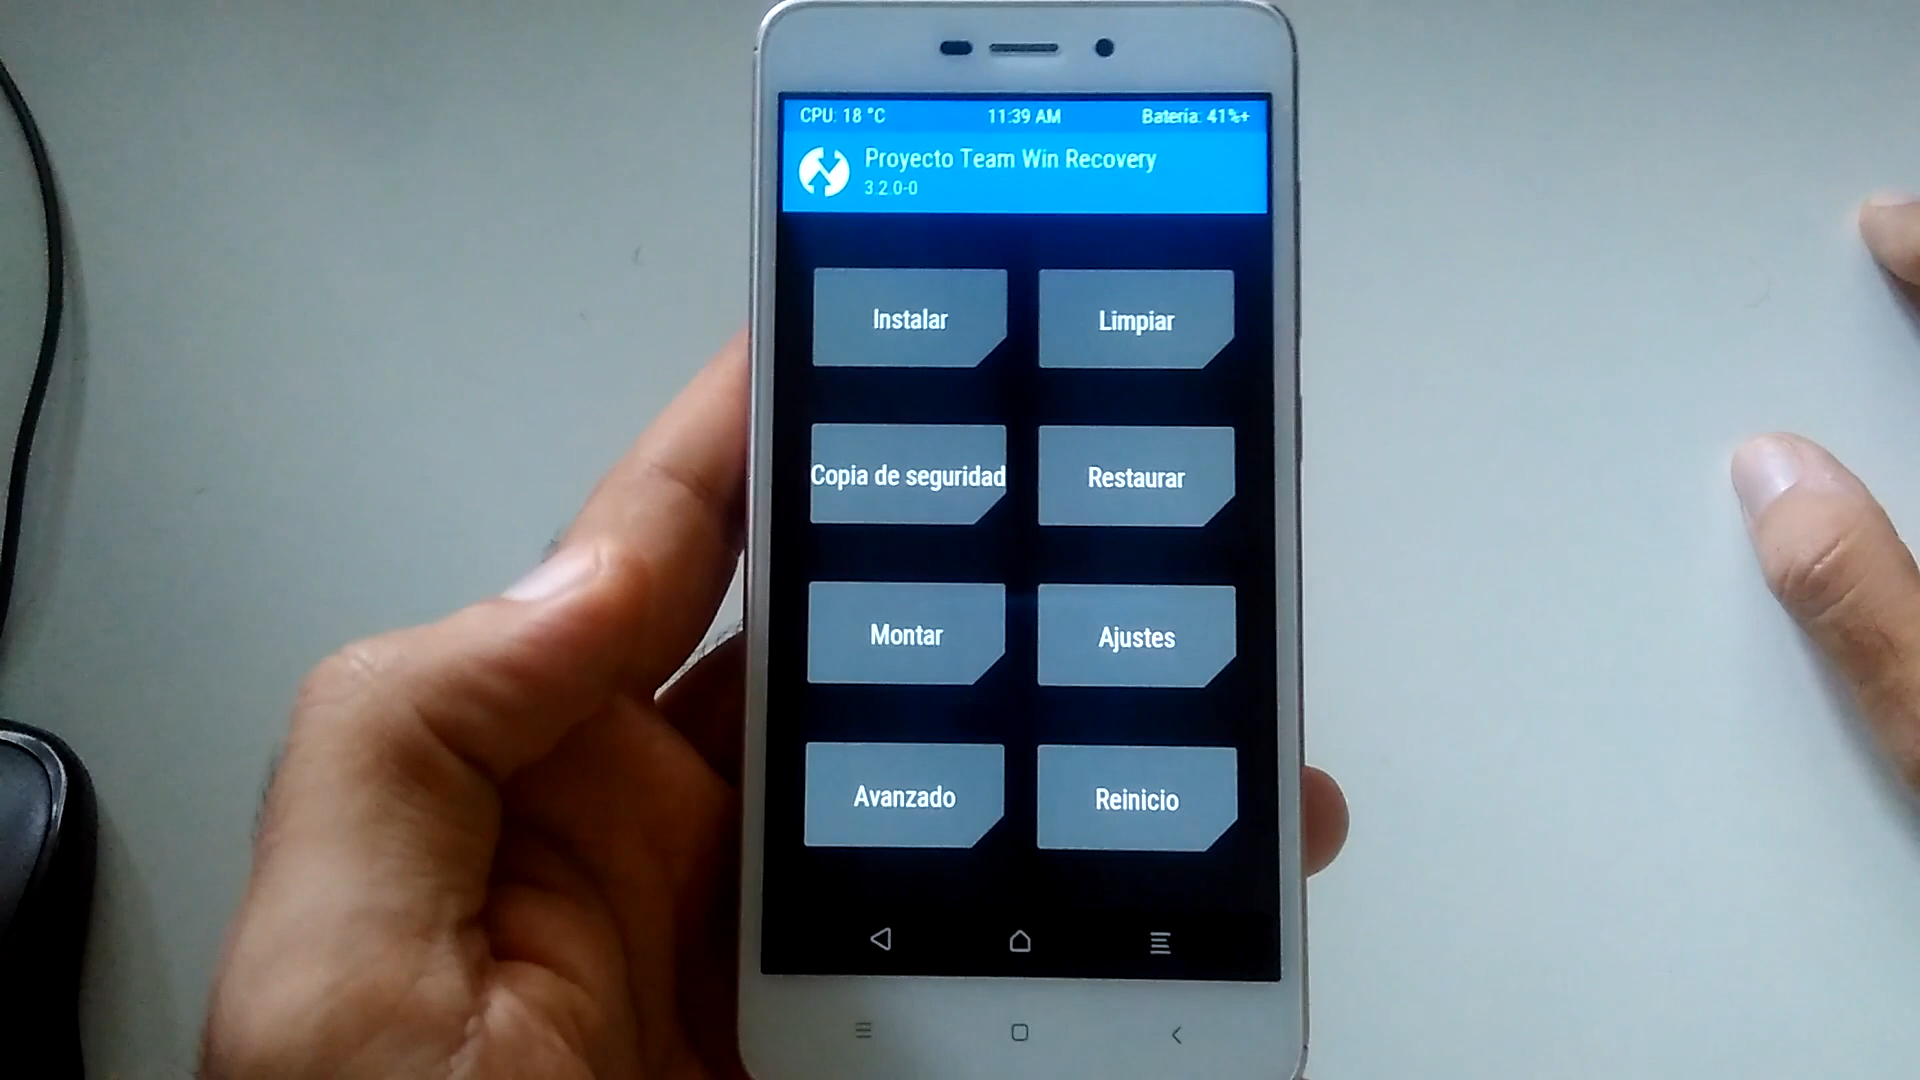 CPU: 18 °C 11:39 AM Batería: 41%+
Proyecto Team Win Recovery
3.2.0-0
Instalar Limpiar
Copia de seguridad Restaurar
Montar Ajustes
Avanzado Reinicio